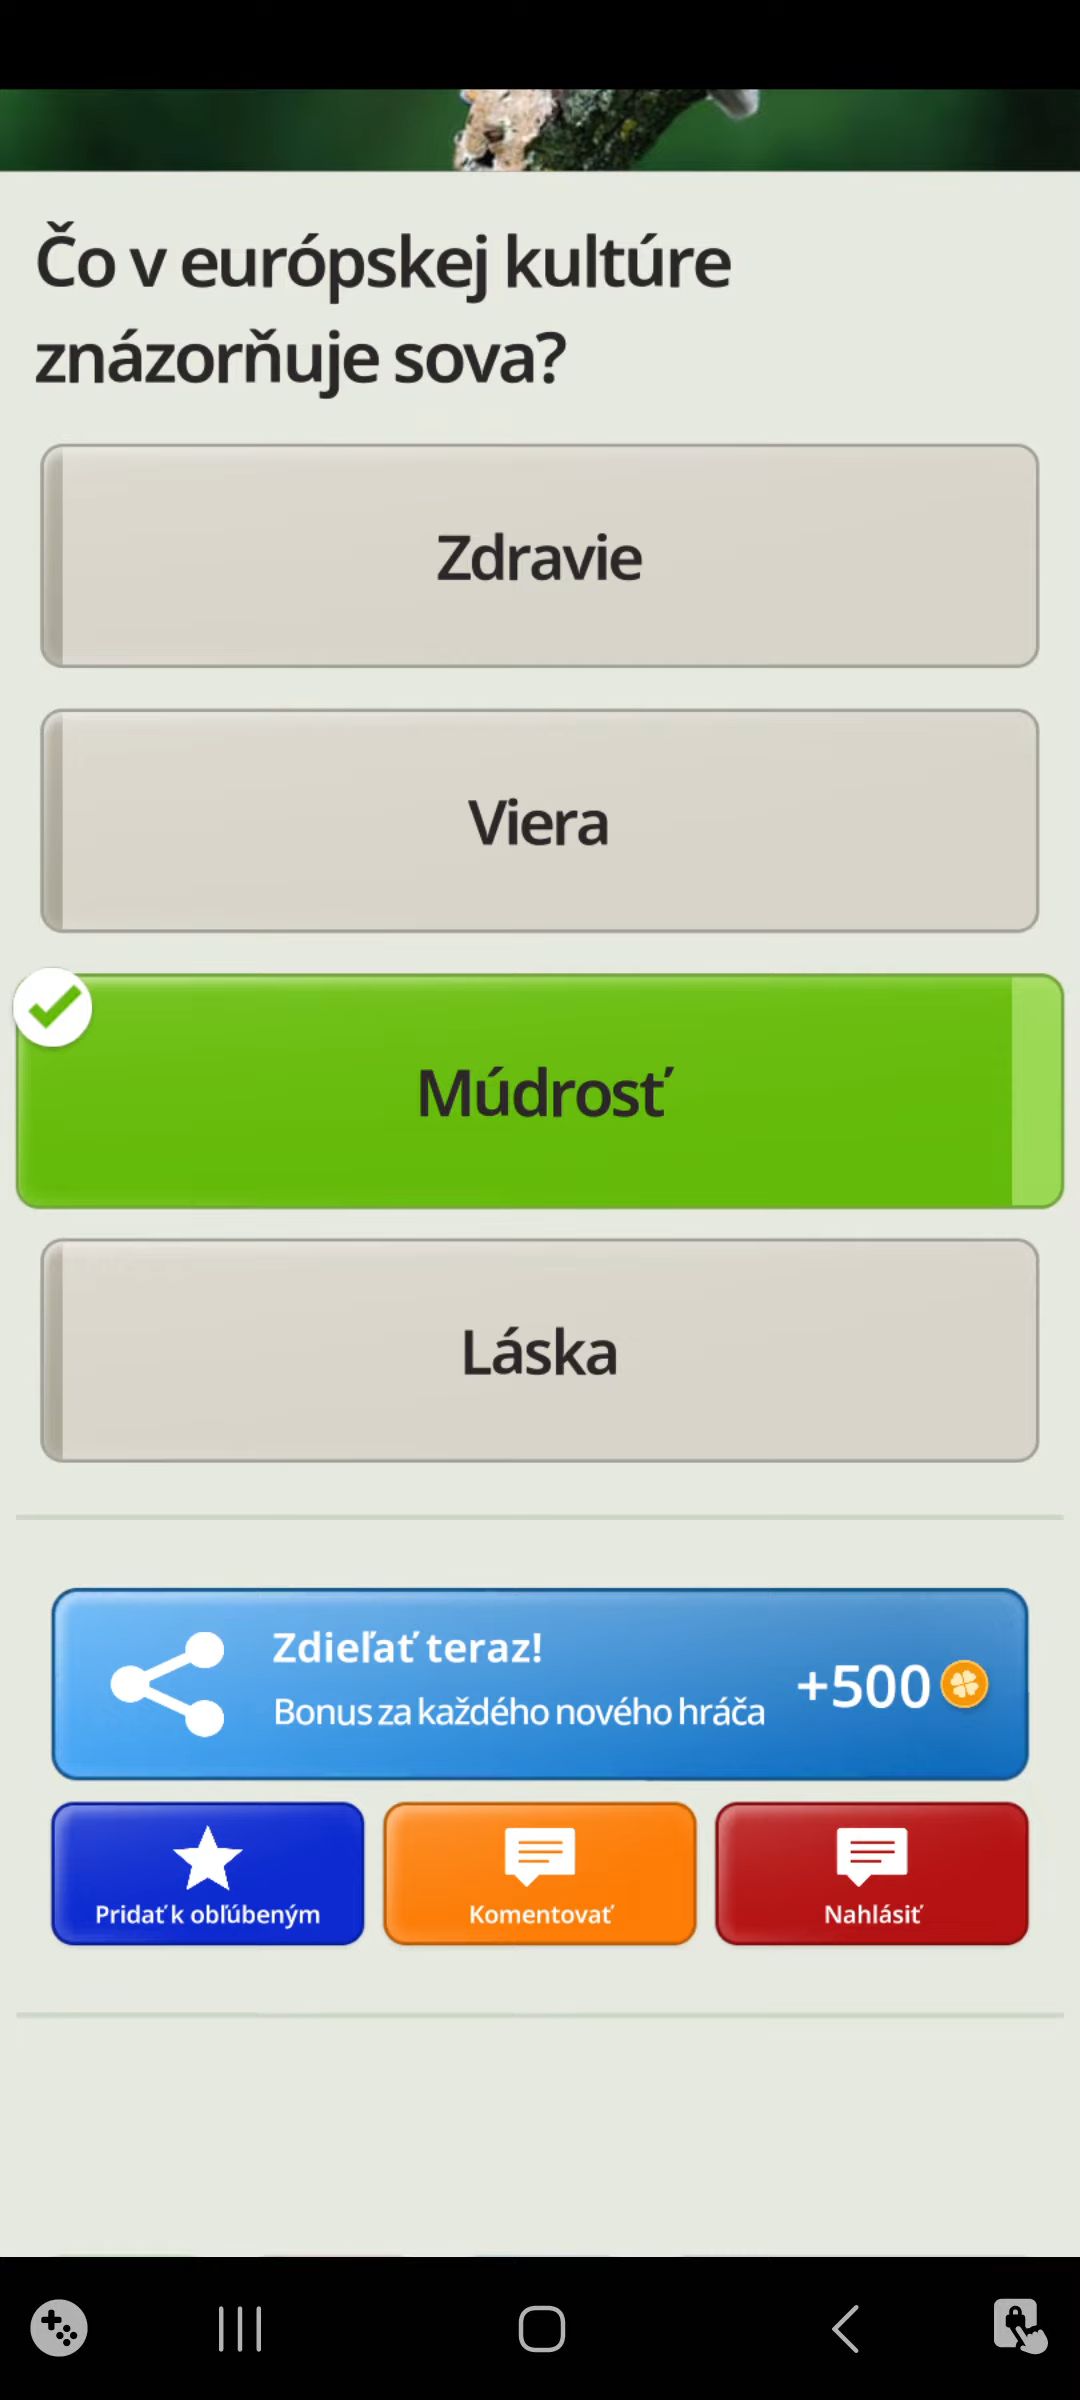 Čo v európskej kultúre
znázorňuje sova?
Zdravie
Viera
Múdrosť
Láska
Zdieľať teraz!
Bonus za každého nového hráča
+500
Pridať k obľúbeným
Komentovať
Nahlásiť